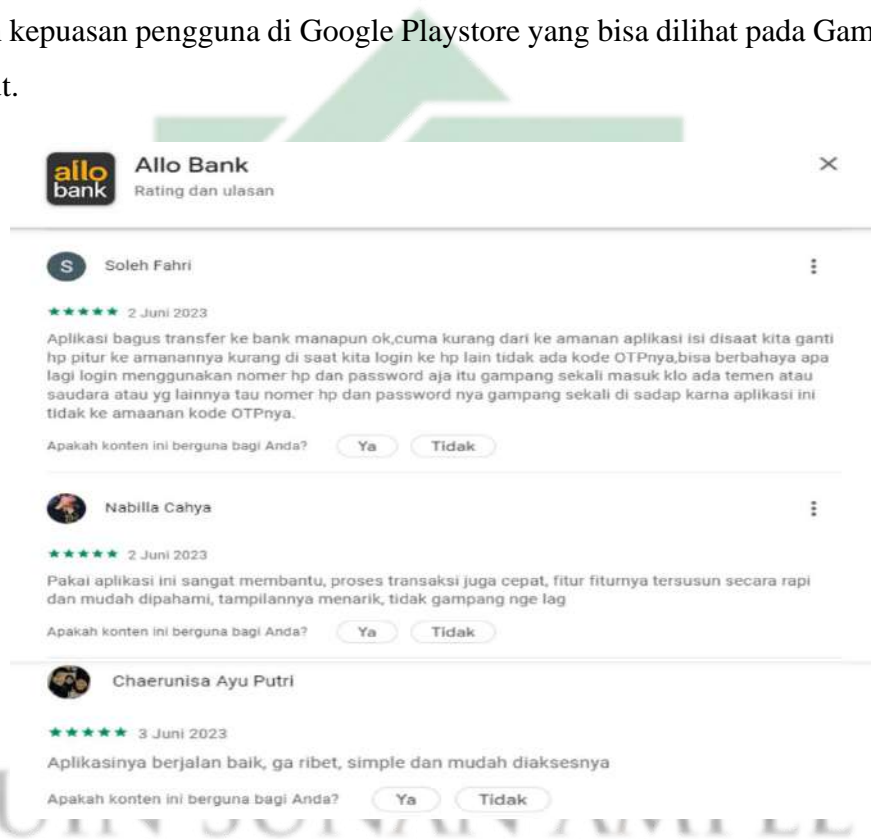 kepuasan pengguna di Google Playstore yang bisa dilihat pada Gam
t.
allo
bank
Allo Bank
Rating dan ulasan
S
Soleh Fahri
2 Juni 2023
Aplikasi bagus transfer ke bank manapun ok,cuma kurang dari ke amanan aplikasi isi disaat kita ganti
hp pitur ke amanannya kurang di saat kita login ke hp lain tidak ada kode OTPnya,bisa berbahaya apa
lagi login menggunakan nomer hp dan password aja itu gampang sekali masuk klo ada temen atau
saudara atau yg lainnya tau nomer hp dan password nya gampang sekali di sadap karna aplikasi ini
tidak ke amaanan kode OTPnya.
Apakah konten ini berguna bagi Anda? Ya Tidak
Nabilla Cahya
2 Juni 2023
Pakai aplikasi ini sangat membantu, proses transaksi juga cepat, fitur fiturnya tersusun secara rapi
dan mudah dipahami, tampilannya menarik, tidak gampang nge lag
Apakah konten ini berguna bagi Anda? Ya Tidak
Chaerunisa Ayu Putri
3 Juni 2023
Aplikasinya berjalan baik, ga ribet, simple dan mudah diaksesnya
Apakah konten ini berguna bagi Anda? Ya Tidak
UIN SUNAN AMPEL